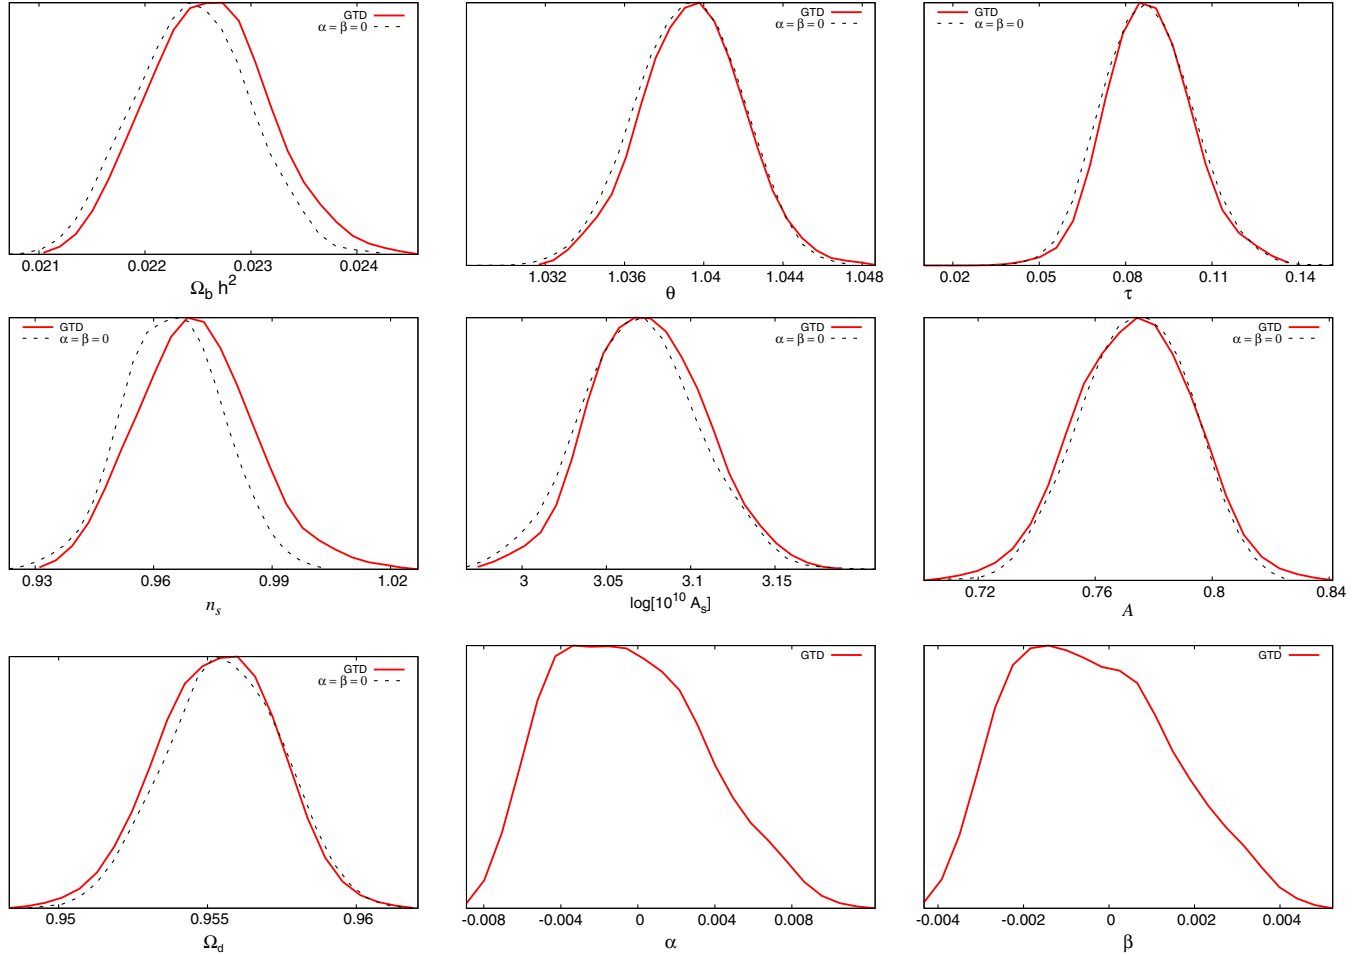 GTD
α = β = 0
0.021 0.022 0.023 0.024
Ω_b h²
GTD
α = β = 0
1.032 1.036 1.04 1.044 1.048
θ
GTD
α = β = 0
0.02 0.05 0.08 0.11 0.14
τ
GTD
α = β = 0
0.93 0.96 0.99 1.02
n_s
GTD
α = β = 0
3 3.05 3.1 3.15
log[10¹⁰ A_s]
GTD
α = β = 0
0.72 0.76 0.8 0.84
A
GTD
α = β = 0
0.95 0.955 0.96
Ω_d
GTD
-0.008 -0.004 0 0.004 0.008
α
GTD
-0.004 -0.002 0 0.002 0.004
β